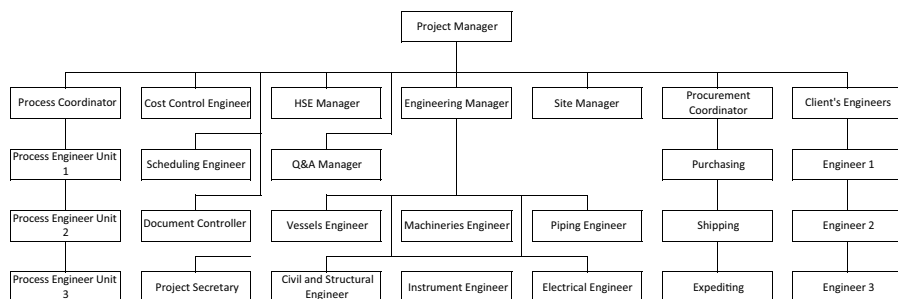 Project Manager
Process Coordinator
Cost Control Engineer
HSE Manager
Engineering Manager
Site Manager
Procurement
Coordinator
Client's Engineers
Process Engineer Unit
1
Scheduling Engineer
Q&A Manager
Purchasing
Engineer 1
Process Engineer Unit
2
Document Controller
Vessels Engineer
Machineries Engineer
Piping Engineer
Shipping
Engineer 2
Process Engineer Unit
3
Project Secretary
Civil and Structural
Engineer
Instrument Engineer
Electrical Engineer
Expediting
Engineer 3